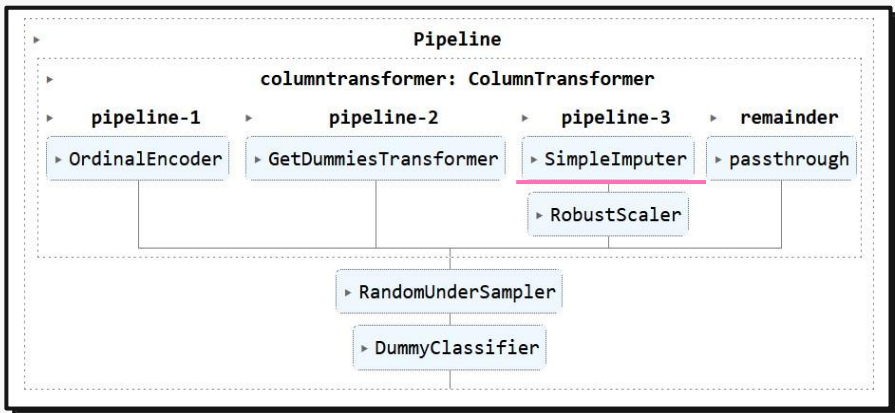 Pipeline
columntransformer: ColumnTransformer
pipeline-1 pipeline-2 pipeline-3 remainder
OrdinalEncoder GetDummiesTransformer SimpleImputer passthrough
RobustScaler
RandomUnderSampler
DummyClassifier